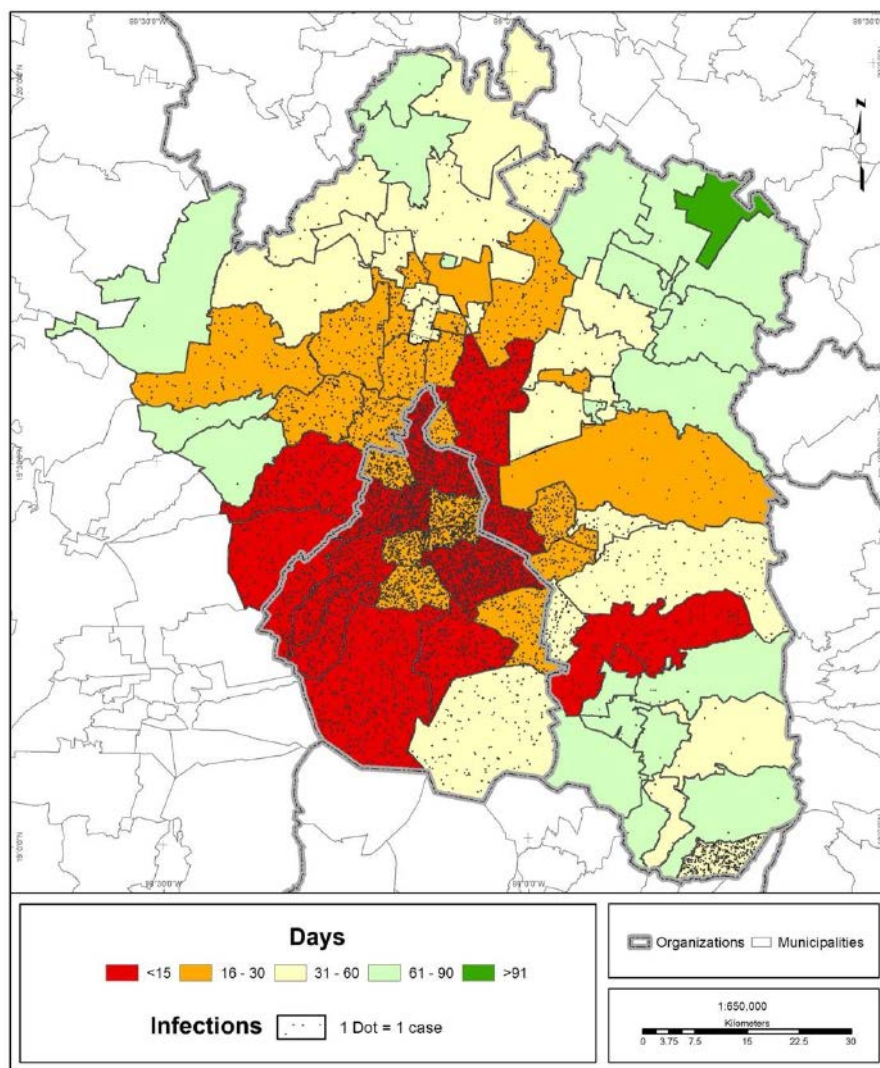 Days
<15 16 - 30 31 - 60 61 - 90 >91
Infections 1 Dot = 1 case
Organizations Municipalities
1:650,000
Kilometers
0 3.75 7.5 15 22.5 30